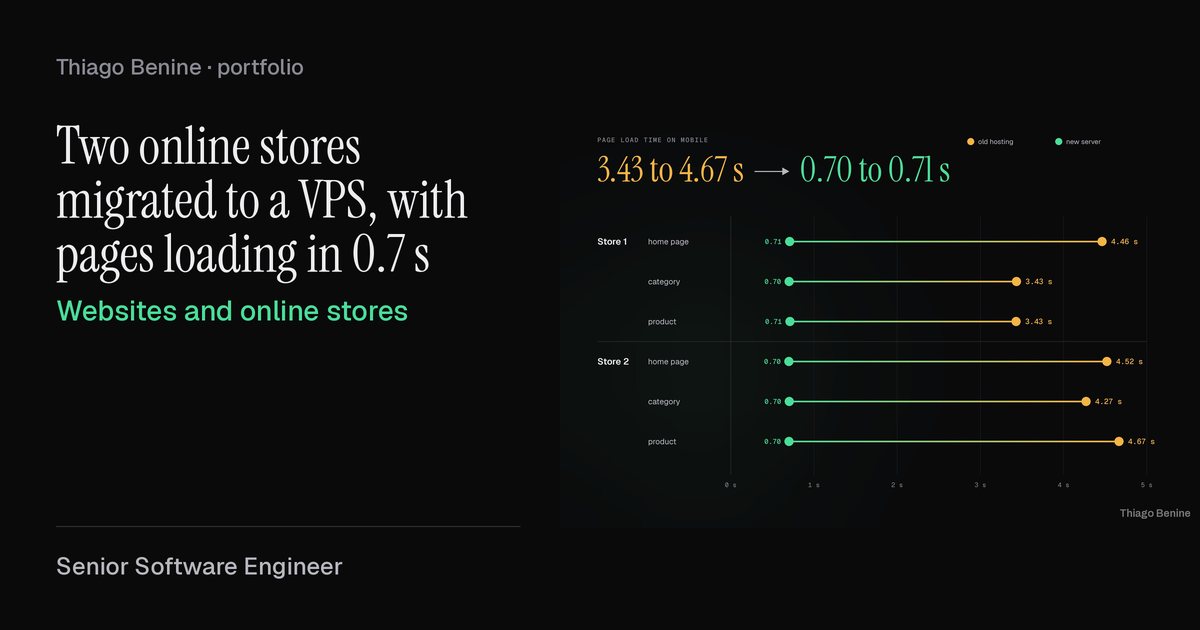 Thiago Benine · portfolio
Two online stores
migrated to a VPS, with
pages loading in 0.7 s
Websites and online stores
Senior Software Engineer
PAGE LOAD TIME ON MOBILE
old hosting
new server
3.43 to 4.67 s → 0.70 to 0.71 s
Store 1 home page 0.71 4.46 s
category 0.70 3.43 s
product 0.71 3.43 s
Store 2 home page 0.70 4.52 s
category 0.70 4.27 s
product 0.70 4.67 s
0 s 1 s 2 s 3 s 4 s 5 s
Thiago Benine